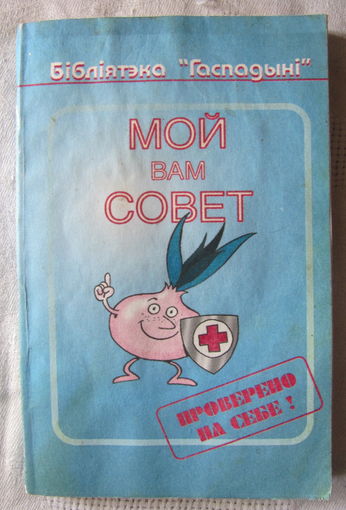 Бібліятэка "Гаспадыні"
МОЙ
ВАМ
СОВЕТ
ПРОВЕРЕНО
НА СЕБЕ !